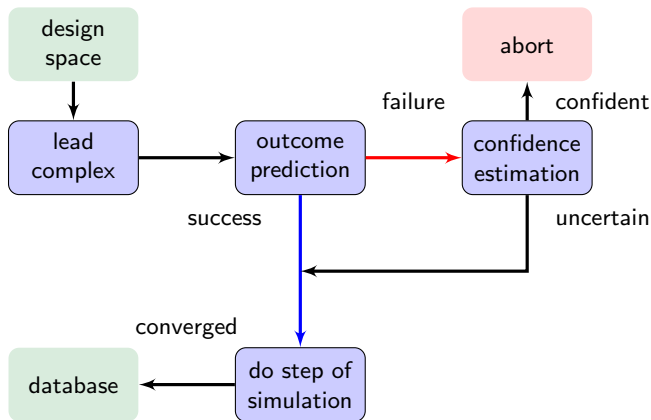 design
space
abort
failure
confident
lead
complex
outcome
prediction
confidence
estimation
success
uncertain
converged
database
do step of
simulation